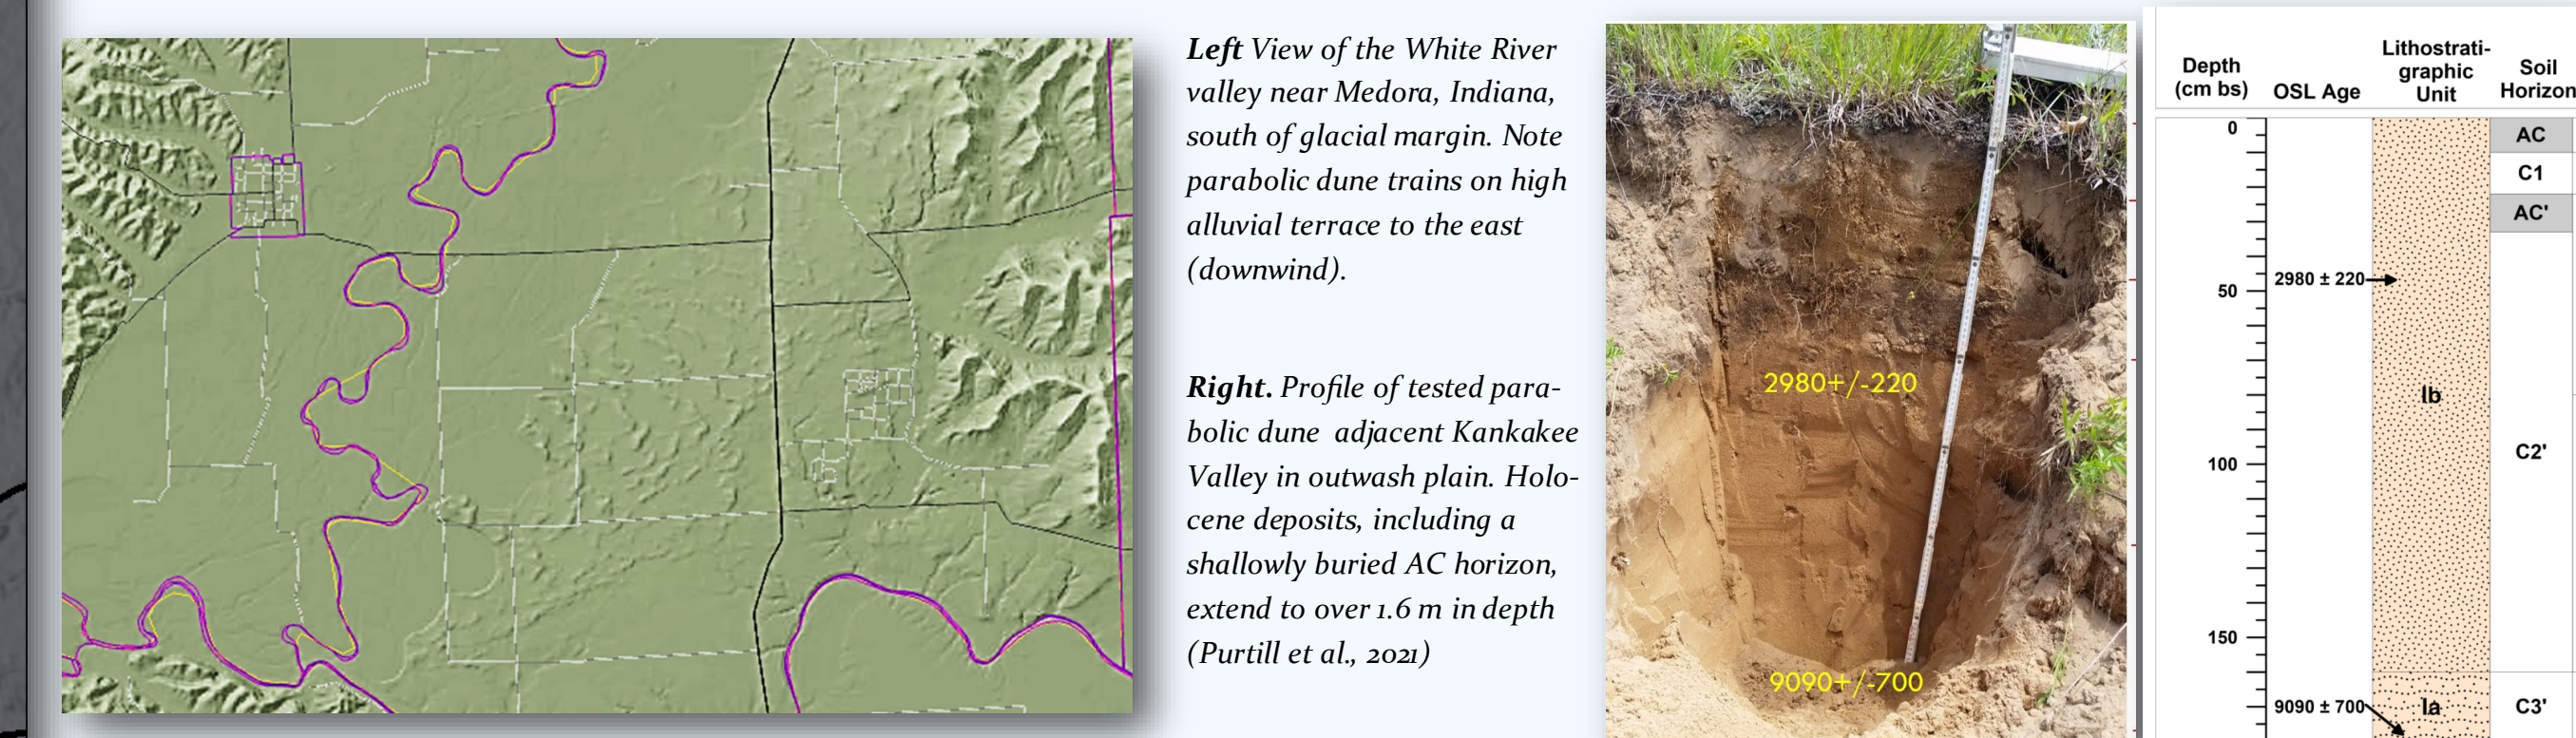 Left View of the White River
valley near Medora, Indiana,
south of glacial margin. Note
parabolic dune trains on high
alluvial terrace to the east
(downwind).
Right. Profile of tested para-
bolic dune adjacent Kankakee
Valley in outwash plain. Holo-
cene deposits, including a
shallowly buried AC horizon,
extend to over 1.6 m in depth
(Purtill et al., 2021)
2980+/-220
9090+/-700
Depth
(cm bs)
OSL Age
Lithostrati-
graphic
Unit
Soil
Horizon
0
AC
C1
AC'
2980 ± 220
50
Ib
100
C2'
150
9090 ± 700
Ia
C3'